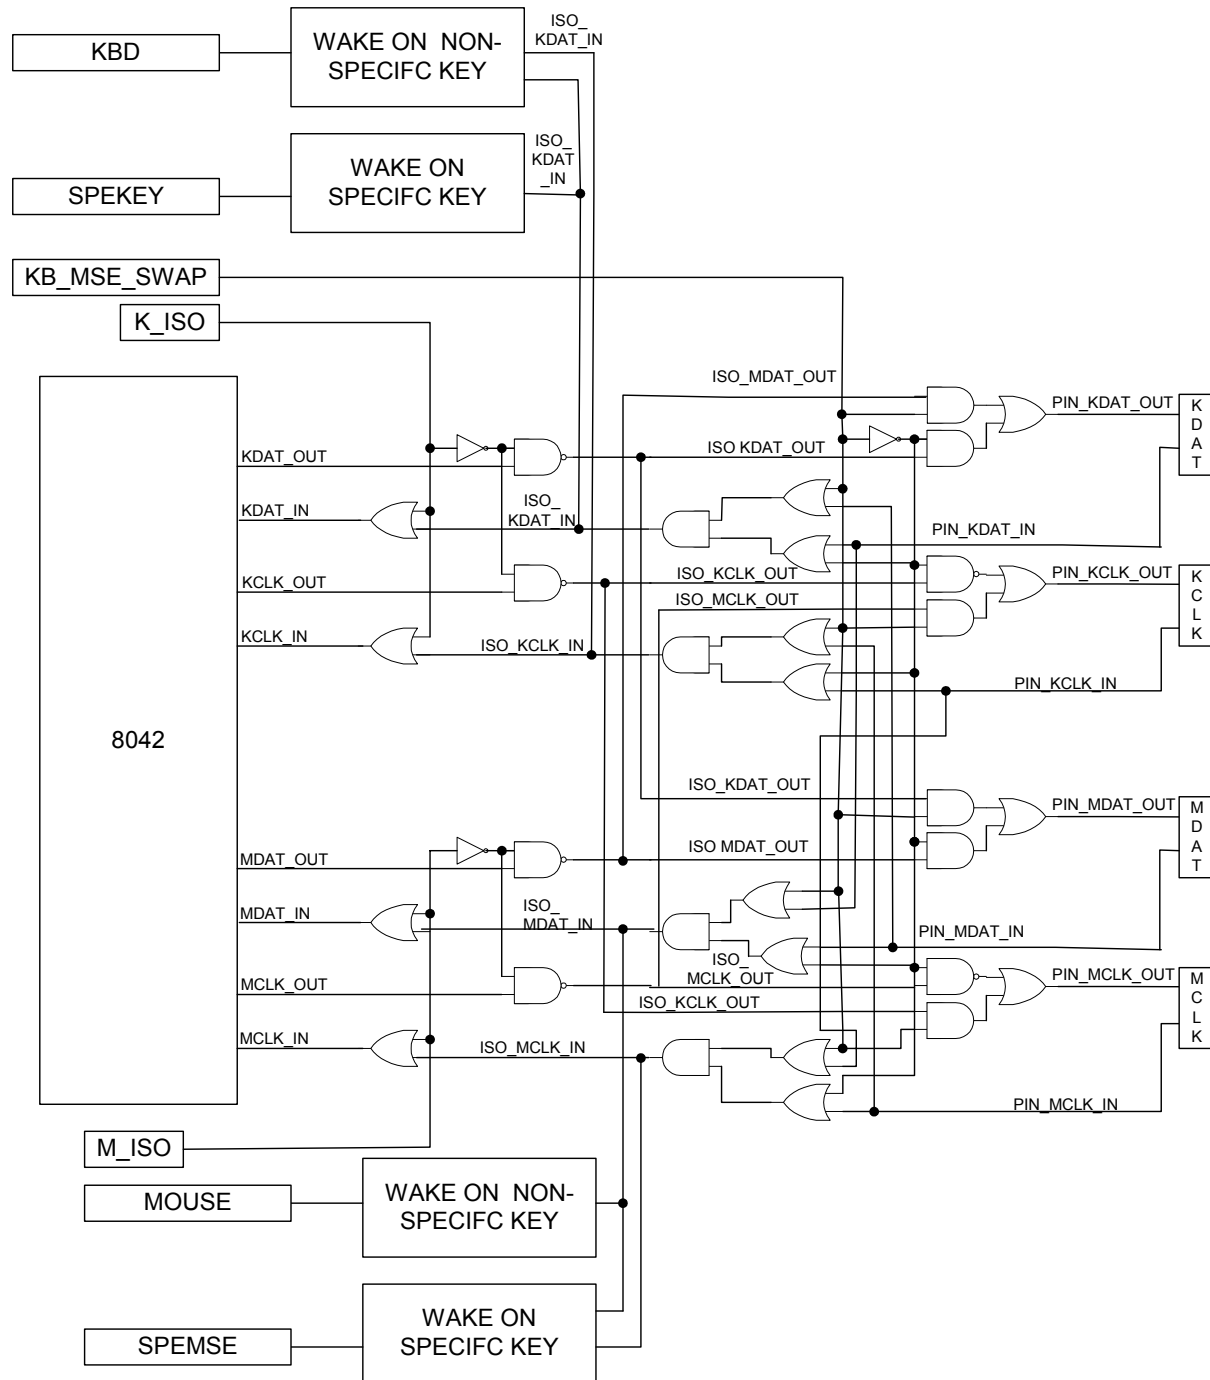 ISO_
KDAT_IN
WAKE ON NON-
SPECIFC KEY
KBD
ISO_
KDAT
_IN
WAKE ON
SPECIFC KEY
SPEKEY
KB_MSE_SWAP
K_ISO
ISO_MDAT_OUT
PIN_KDAT_OUT
K
D
A
T
KDAT_OUT
ISO KDAT_OUT
ISO_
KDAT_IN
KDAT_IN
PIN_KDAT_IN
KCLK_OUT
ISO_KCLK_OUT
PIN_KCLK_OUT
K
C
L
K
ISO_MCLK_OUT
KCLK_IN
ISO_KCLK_IN
PIN_KCLK_IN
8042
ISO_KDAT_OUT
PIN_MDAT_OUT
M
D
A
T
MDAT_OUT
ISO MDAT_OUT
ISO_
MDAT_IN
MDAT_IN
PIN_MDAT_IN
ISO_
MCLK_OUT
MCLK_OUT
PIN_MCLK_OUT
M
C
L
K
ISO_KCLK_OUT
MCLK_IN
ISO_MCLK_IN
PIN_MCLK_IN
M_ISO
MOUSE
WAKE ON NON-
SPECIFC KEY
SPEMSE
WAKE ON
SPECIFC KEY